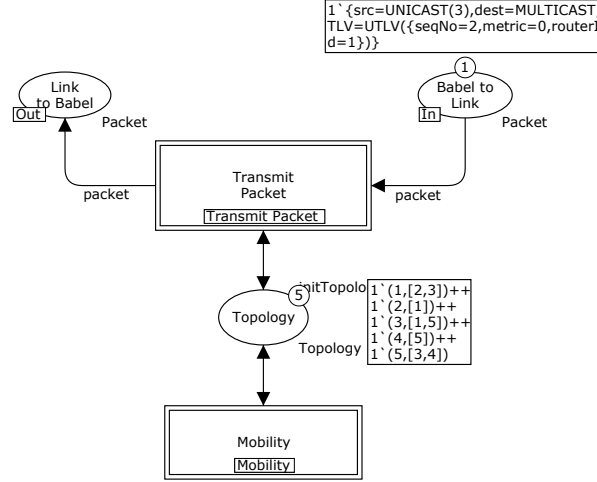 1`{src=UNICAST(3),dest=MULTICAST,
TLV=UTLV({seqNo=2,metric=0,routerI
d=1})}
1
Link
to Babel
Out
Packet
Babel to
Link
In
Packet
packet
packet
Transmit
Packet
Transmit Packet
5
initTopolo
Topology
Topology
1`(1,[2,3])++
1`(2,[1])++
1`(3,[1,5])++
1`(4,[5])++
1`(5,[3,4])
Mobility
Mobility